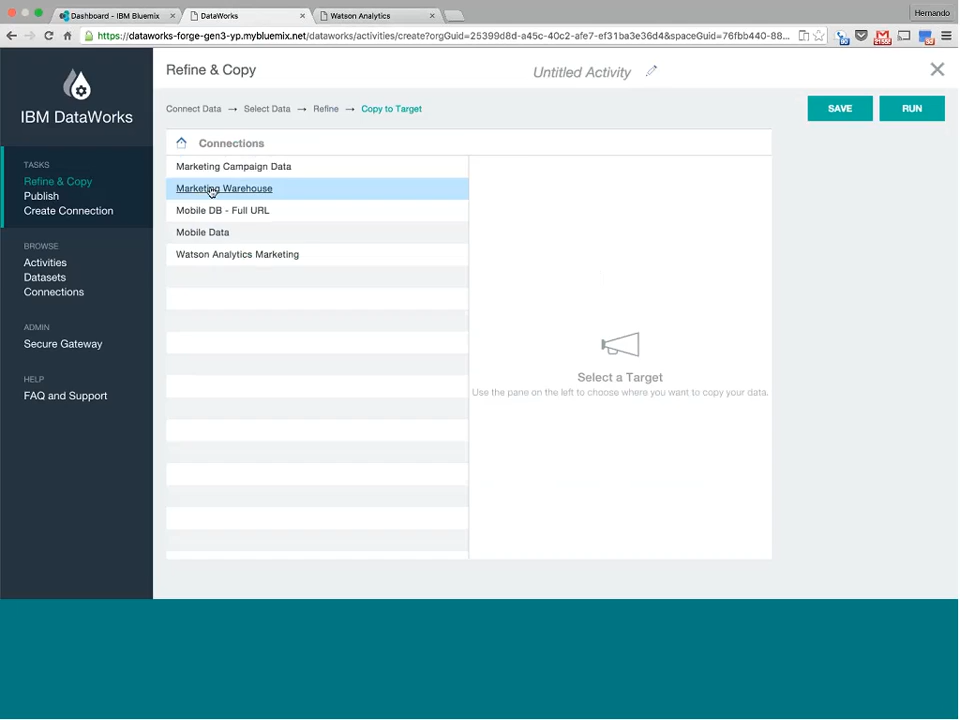 Dashboard - IBM Bluemix
DataWorks
Watson Analytics
Hernando
https://dataworks-forge-gen3-yp.mybluemix.net/dataworks/activities/create?orgGuid=25399d8d-a45c-40c2-afe7-ef31ba3e36d4&spaceGuid=76fbb440-88...
IBM DataWorks
Refine & Copy
Untitled Activity
Connect Data → Select Data → Refine → Copy to Target
SAVE
RUN
TASKS
Refine & Copy
Publish
Create Connection
BROWSE
Activities
Datasets
Connections
ADMIN
Secure Gateway
HELP
FAQ and Support
Connections
Marketing Campaign Data
Marketing Warehouse
Mobile DB - Full URL
Mobile Data
Watson Analytics Marketing
Select a Target
Use the pane on the left to choose where you want to copy your data.